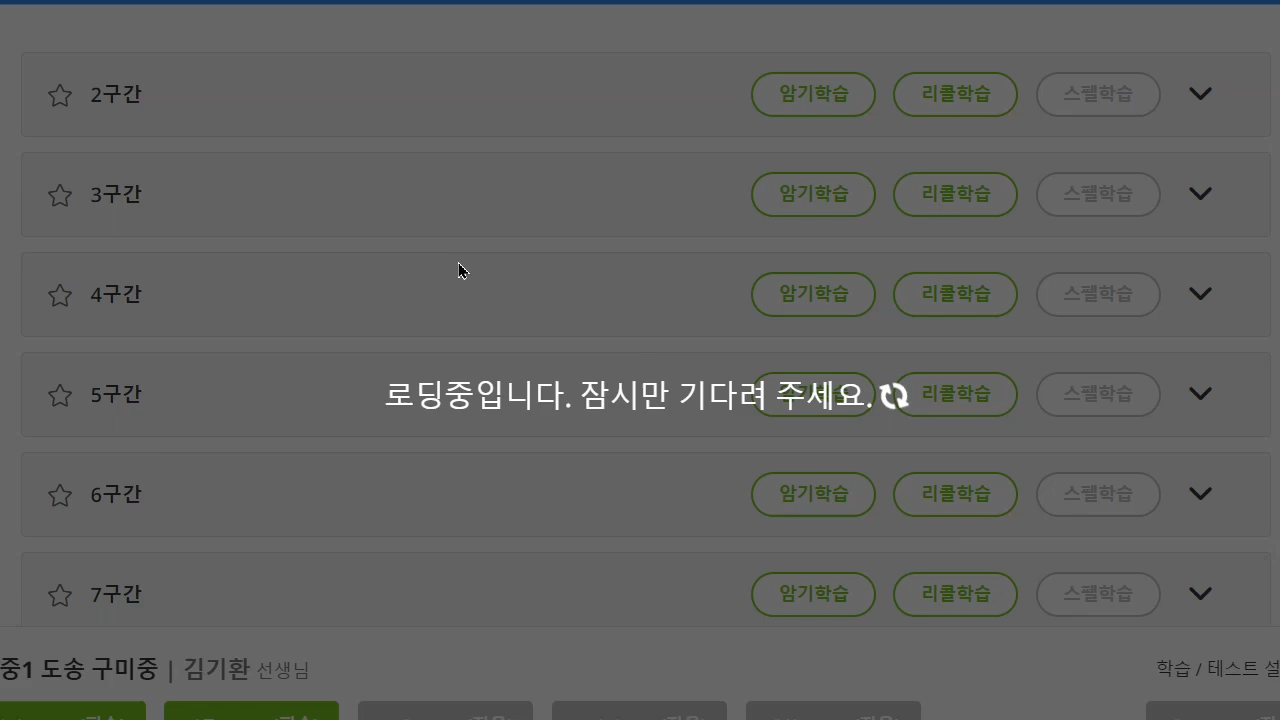 2구간 암기학습 리콜학습 스펠학습
3구간 암기학습 리콜학습 스펠학습
4구간 암기학습 리콜학습 스펠학습
로딩중입니다. 잠시만 기다려 주세요.
5구간 암기학습 리콜학습 스펠학습
6구간 암기학습 리콜학습 스펠학습
7구간 암기학습 리콜학습 스펠학습
중1 도송 구미중 | 김기환 선생님
학습 / 테스트 설